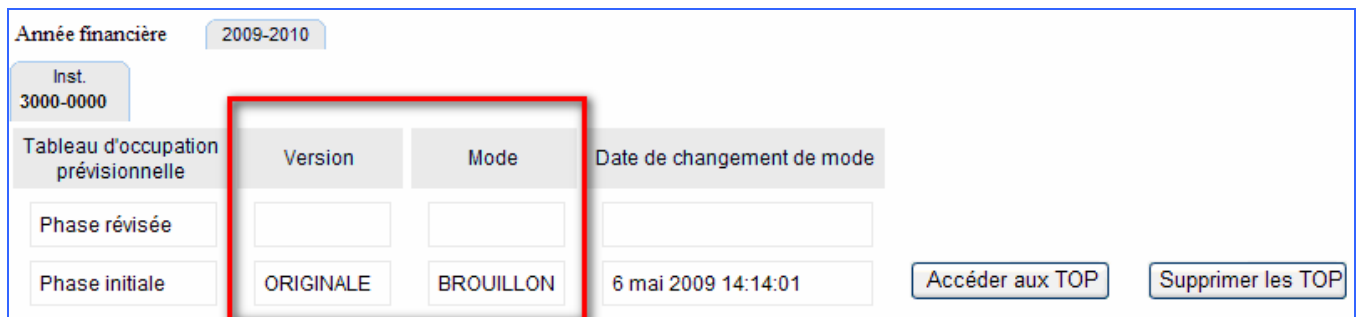 Année financière 2009-2010
Inst.
3000-0000
Tableau d'occupation
prévisionnelle
Version
Mode
Date de changement de mode
Phase révisée
Phase initiale ORIGINALE BROUILLON 6 mai 2009 14:14:01 Accéder aux TOP Supprimer les TOP